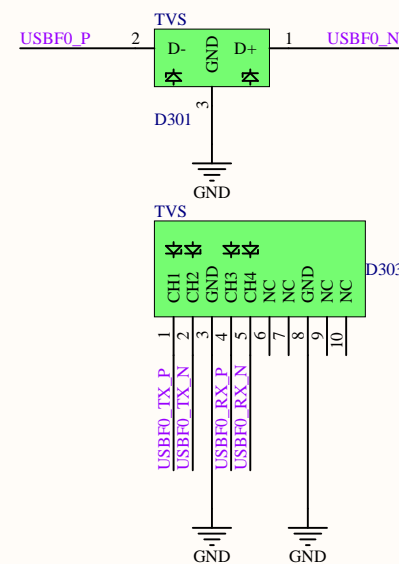 TVS
USBF0_P 2 D- GND D+ 1 USBF0_N
3
D301
GND
TVS
D303
CH1 CH2 GND CH3 CH4 NC NC GND NC NC
1 2 3 4 5 6 7 8 9 10
USBF0_TX_P
USBF0_TX_N
USBF0_RX_P
USBF0_RX_N
GND GND